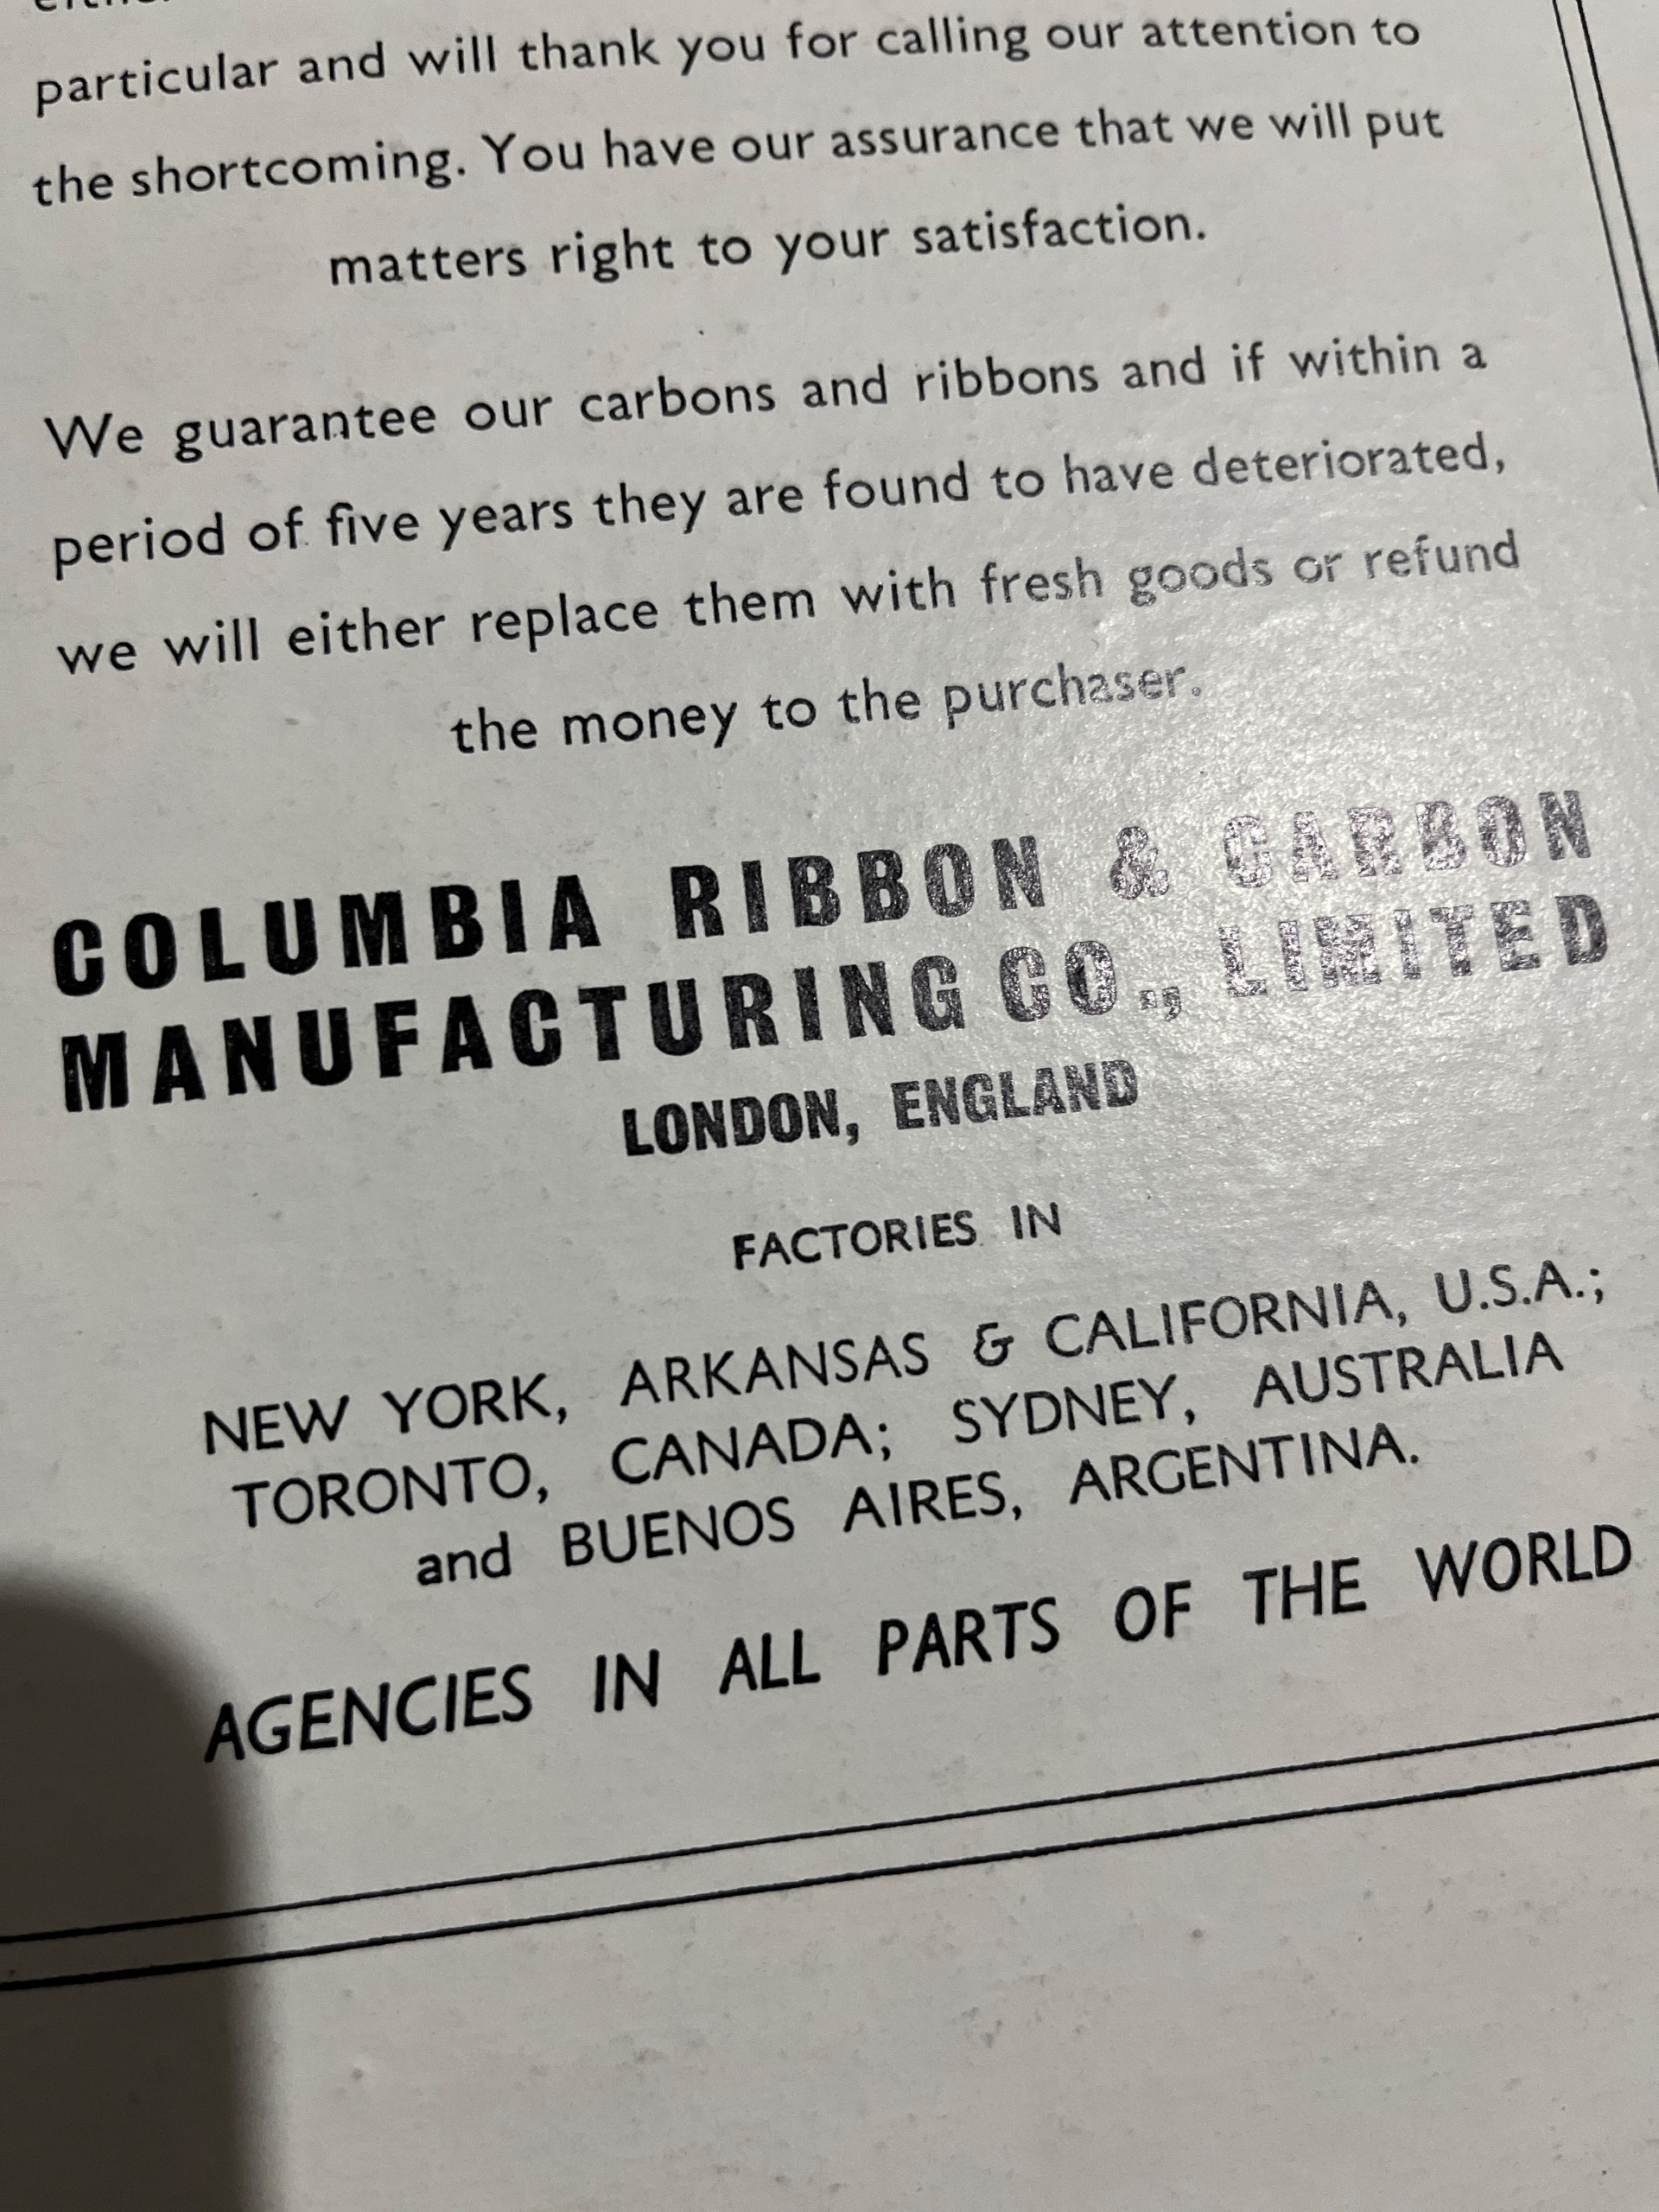 particular and will thank you for calling our attention to
the shortcoming. You have our assurance that we will put
matters right to your satisfaction.
We guarantee our carbons and ribbons and if within a
period of five years they are found to have deteriorated,
we will either replace them with fresh goods or refund
the money to the purchaser.
COLUMBIA RIBBON & CARBON
MANUFACTURING CO., LIMITED
LONDON, ENGLAND
FACTORIES IN
NEW YORK, ARKANSAS & CALIFORNIA, U.S.A.;
TORONTO, CANADA; SYDNEY, AUSTRALIA
and BUENOS AIRES, ARGENTINA.
AGENCIES IN ALL PARTS OF THE WORLD